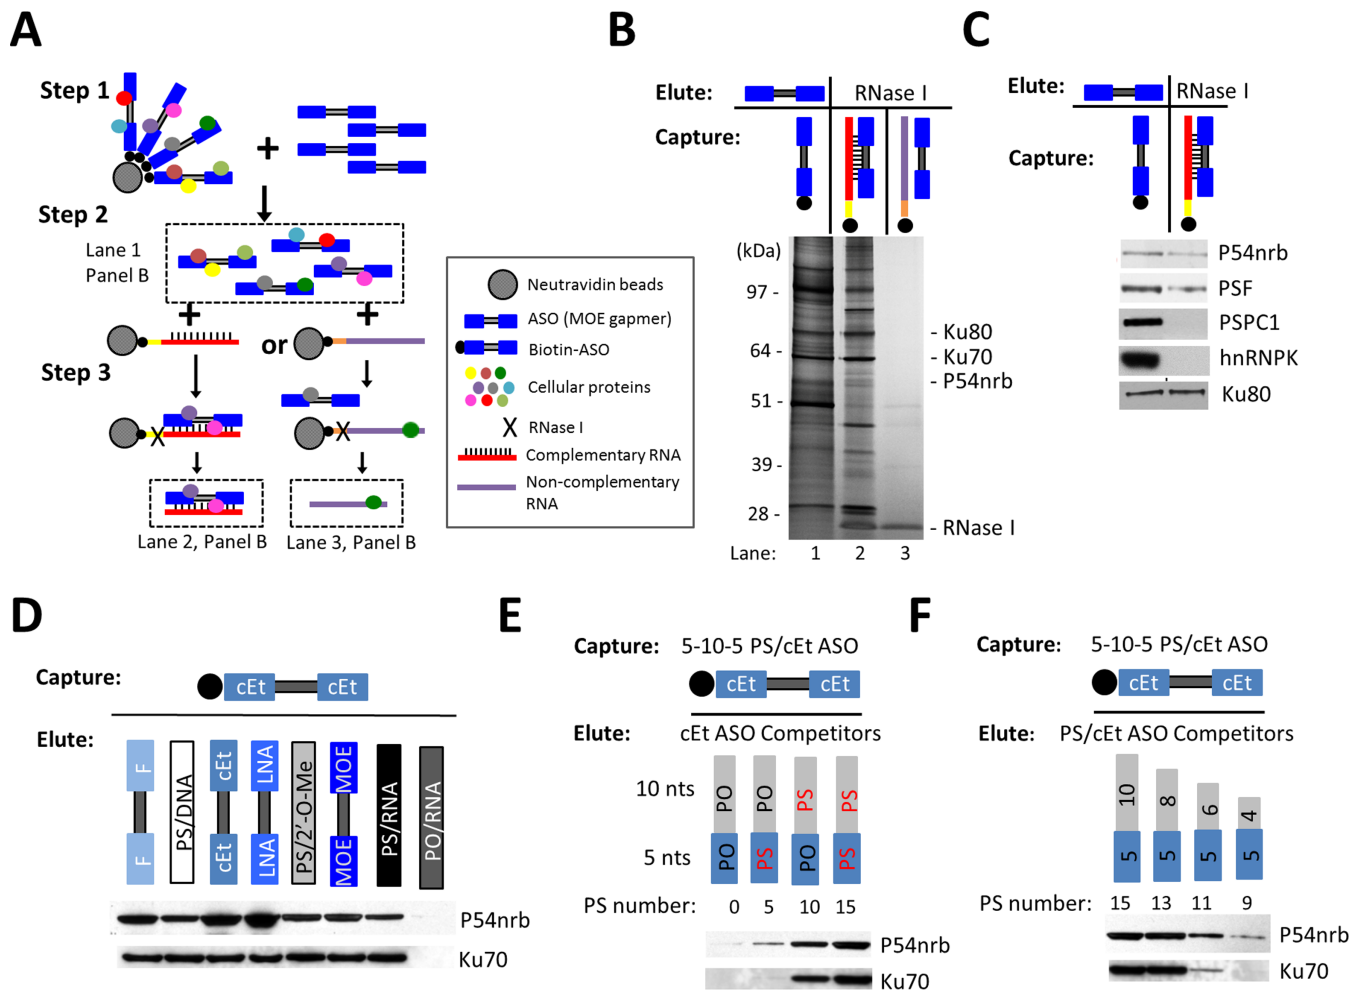 A
Step 1
+
Step 2
Lane 1
Panel B
+
+
or
Step 3
X
X
Lane 2, Panel B
Lane 3, Panel B
Neutravidin beads
ASO (MOE gapmer)
Biotin-ASO
Cellular proteins
X RNase I
Complementary RNA
Non-complementary
RNA
B
Elute: RNase I
Capture:
(kDa)
97 -
64 -
51 -
39 -
28 -
- Ku80
- Ku70
- P54nrb
- RNase I
Lane: 1 2 3
C
Elute: RNase I
Capture:
P54nrb
PSF
PSPC1
hnRNPK
Ku80
D
Capture: cEt cEt
Elute:
F F
PS/DNA
cEt cEt
LNA LNA
PS/2'-O-Me
MOE MOE
PS/RNA
PO/RNA
P54nrb
Ku70
E
Capture: 5-10-5 PS/cEt ASO
cEt cEt
Elute: cEt ASO Competitors
10 nts PO PO PS PS
5 nts PO PS PO PS
PS number: 0 5 10 15
P54nrb
Ku70
F
Capture: 5-10-5 PS/cEt ASO
cEt cEt
Elute: PS/cEt ASO Competitors
10 8 6 4
5 5 5 5
PS number: 15 13 11 9
P54nrb
Ku70